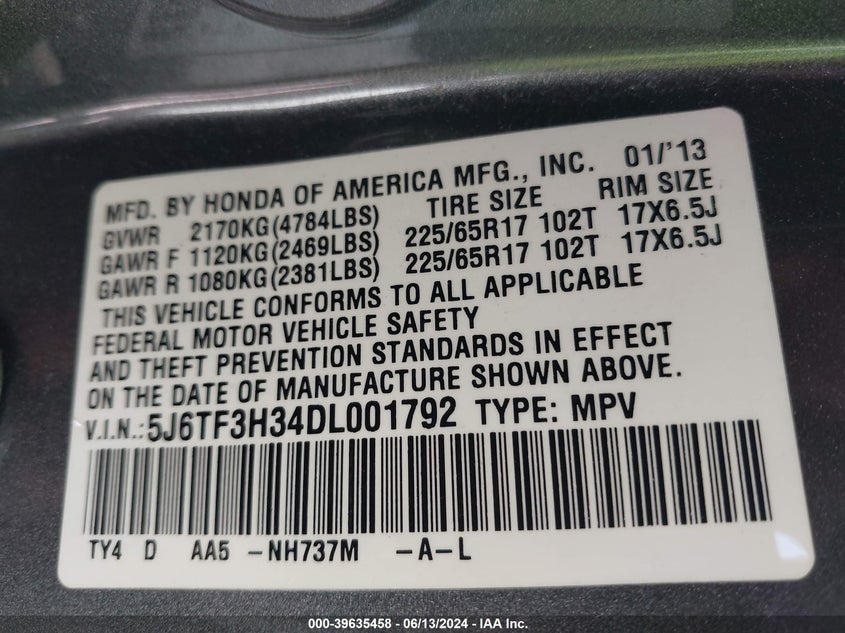 MFD. BY HONDA OF AMERICA MFG., INC. 01/'13
GVWR 2170KG(4784LBS) TIRE SIZE RIM SIZE
GAWR F 1120KG(2469LBS) 225/65R17 102T 17X6.5J
GAWR R 1080KG(2381LBS) 225/65R17 102T 17X6.5J
THIS VEHICLE CONFORMS TO ALL APPLICABLE
FEDERAL MOTOR VEHICLE SAFETY
AND THEFT PREVENTION STANDARDS IN EFFECT
ON THE DATE OF MANUFACTURE SHOWN ABOVE.
V.I.N.:5J6TF3H34DL001792 TYPE: MPV
TY4 D AA5 -NH737M -A-L
000-39635458 - 06/13/2024 - IAA Inc.